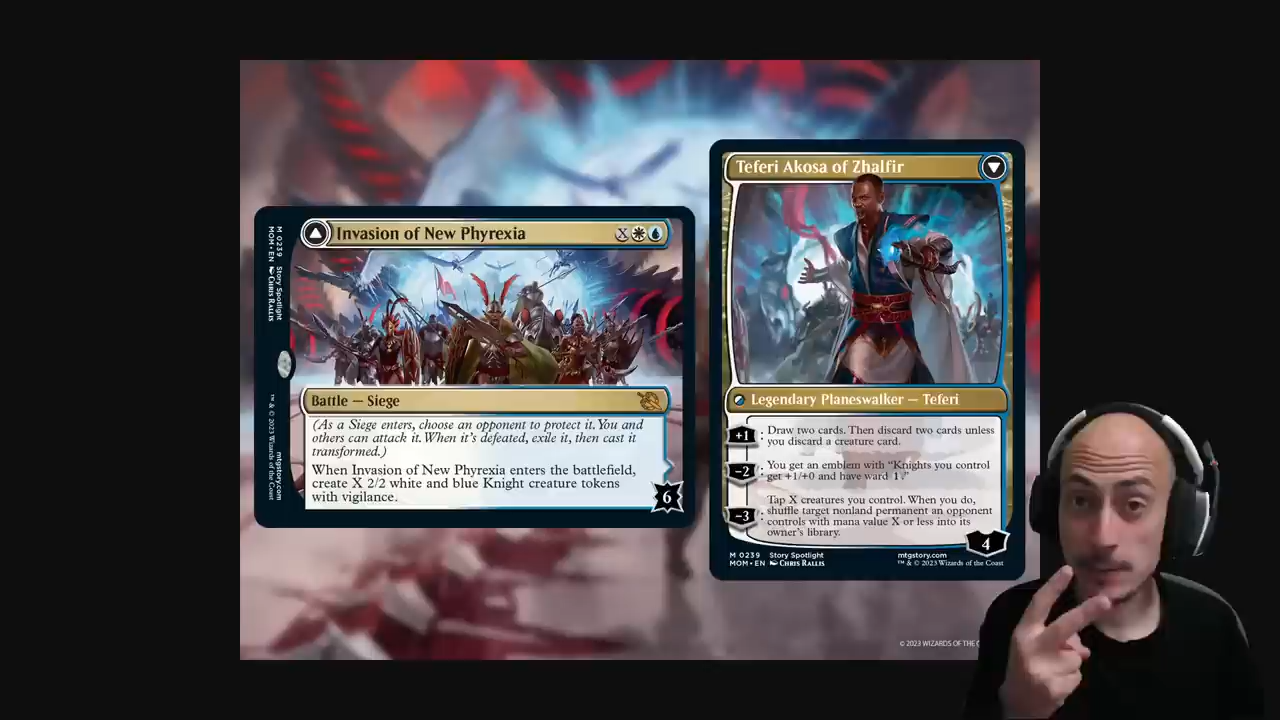 Invasion of New Phyrexia
X
M 0239 Story Spotlight
MOM • EN CHRIS RALLIS
™ & © 2023 Wizards of the Coast
mtgstory.com
Battle — Siege
(As a Siege enters, choose an opponent to protect it. You and
others can attack it. When it's defeated, exile it, then cast it
transformed.)
When Invasion of New Phyrexia enters the battlefield,
create X 2/2 white and blue Knight creature tokens
with vigilance.
6
Teferi Akosa of Zhalfir
Legendary Planeswalker — Teferi
+1 : Draw two cards. Then discard two cards unless
you discard a creature card.
−2 : You get an emblem with “Knights you control
get +1/+0 and have ward 1.”
−3 : Tap X creatures you control. When you do,
shuffle target nonland permanent an opponent
controls with mana value X or less into its
owner's library.
4
M 0239 Story Spotlight mtgstory.com
MOM • EN CHRIS RALLIS ™ & © 2023 Wizards of the Coast
© 2023 WIZARDS OF THE